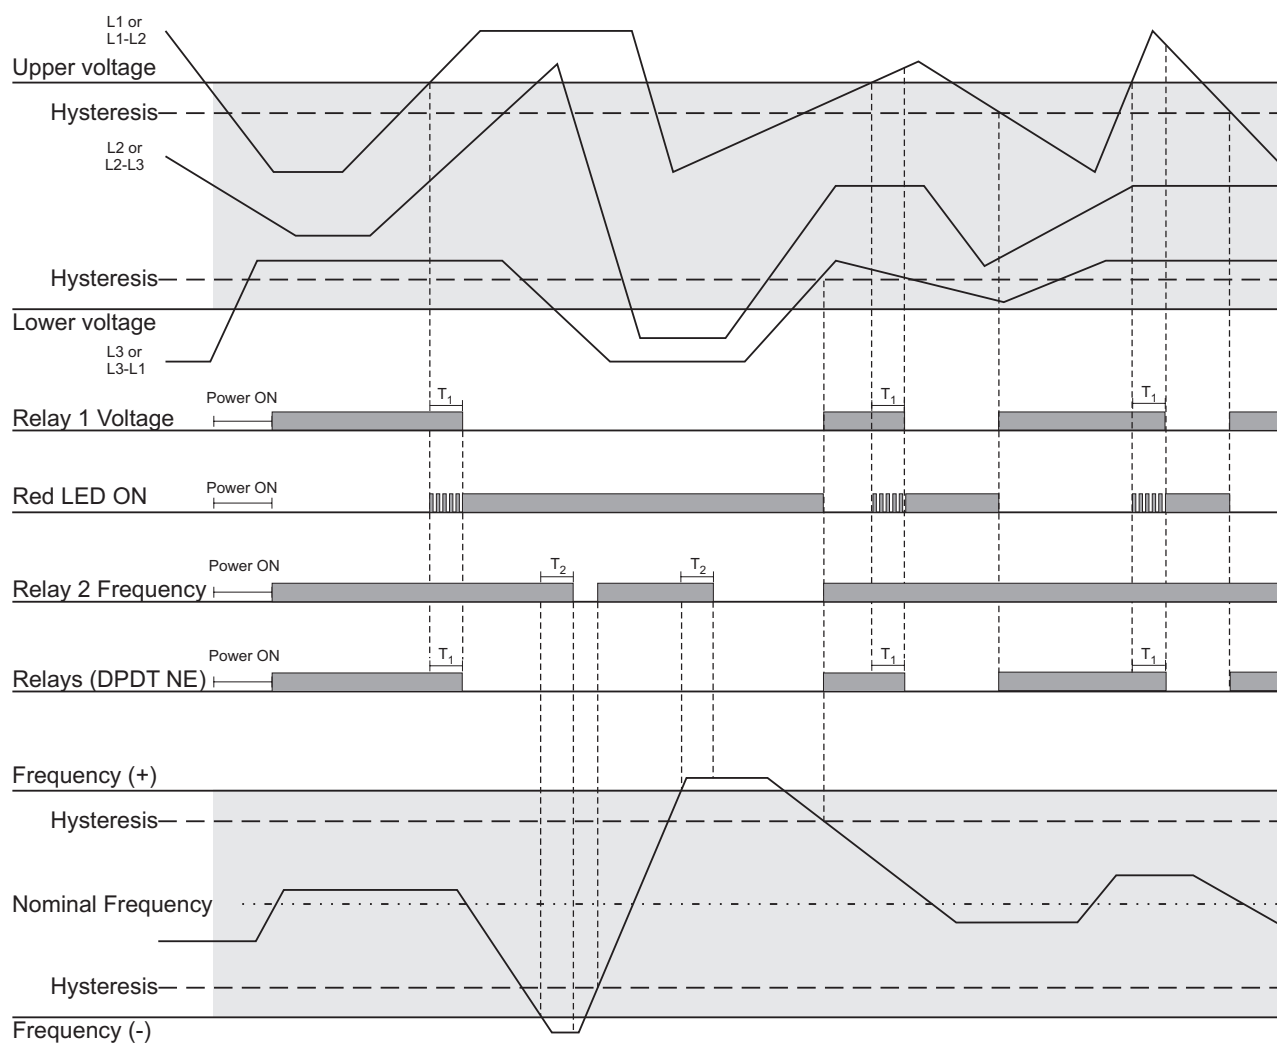 L1 or
L1-L2
Upper voltage
Hysteresis
L2 or
L2-L3
Hysteresis
Lower voltage
L3 or
L3-L1
Power ON
T1
T1
T1
Relay 1 Voltage
Power ON
Red LED ON
Power ON
T2
T2
Relay 2 Frequency
Power ON
T1
T1
T1
Relays (DPDT NE)
Frequency (+)
Hysteresis
Nominal Frequency
Hysteresis
Frequency (-)